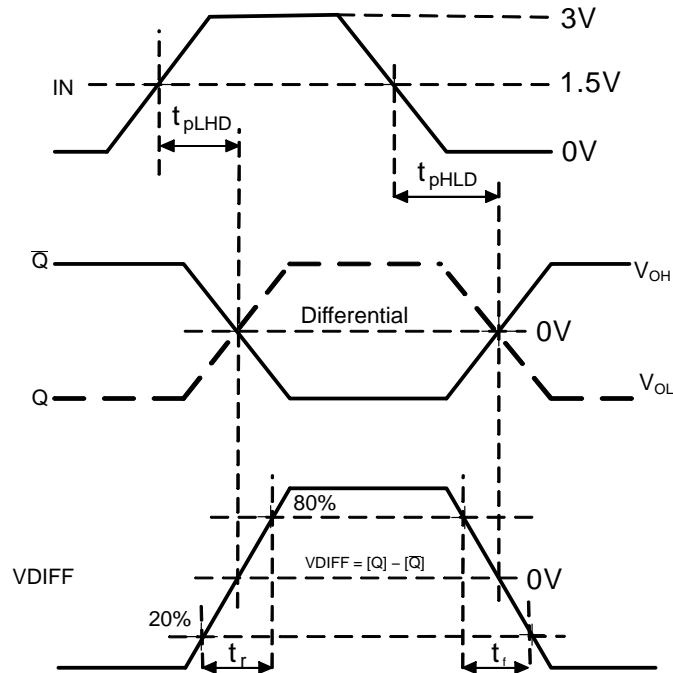 3V
IN
1.5V
tpLHD
0V
tpHLD
Q̅
VOH
Differential
0V
Q
VOL
80%
VDIFF
VDIFF = [Q] – [Q̅]
0V
20%
tr
tf